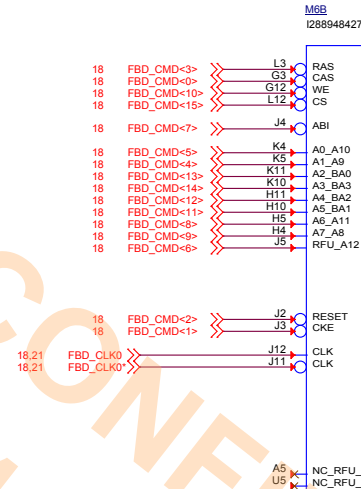 M6B
I288948427
18 FBD_CMD<3> L3 RAS
18 FBD_CMD<0> G3 CAS
18 FBD_CMD<10> G12 WE
18 FBD_CMD<15> L12 CS
18 FBD_CMD<7> J4 ABI
18 FBD_CMD<5> K4 A0_A10
18 FBD_CMD<4> K5 A1_A9
18 FBD_CMD<13> K11 A2_BA0
18 FBD_CMD<14> K10 A3_BA3
18 FBD_CMD<12> H11 A4_BA2
18 FBD_CMD<11> H10 A5_BA1
18 FBD_CMD<8> H5 A6_A11
18 FBD_CMD<9> H4 A7_A8
18 FBD_CMD<6> J5 RFU_A12
18 FBD_CMD<2> J2 RESET
18 FBD_CMD<1> J3 CKE
18,21 FBD_CLK0 J12 CLK
18,21 FBD_CLK0* J11 CLK
A5 NC_RFU_
U5 NC_RFU_
CONF